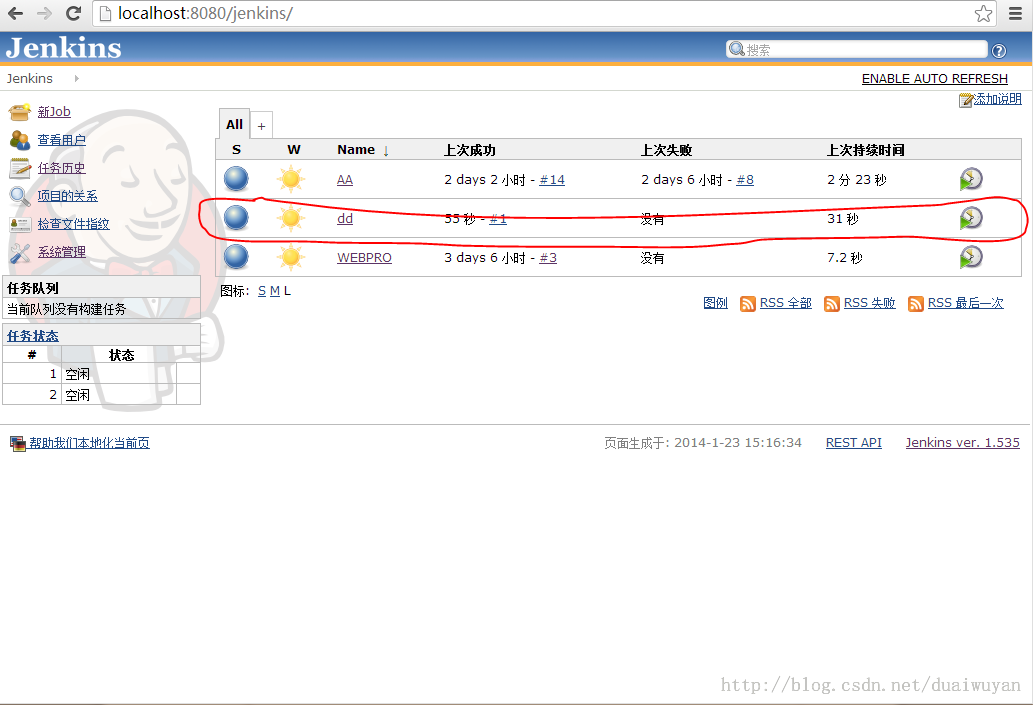 localhost:8080/jenkins/
Jenkins
搜索
?
Jenkins
ENABLE AUTO REFRESH
添加说明
新Job
查看用户
任务历史
项目的关系
检查文件指纹
系统管理
任务队列
当前队列没有构建任务
任务状态
# 状态
1 空闲
2 空闲
All +
S W Name ↓ 上次成功 上次失败 上次持续时间
AA 2 days 2 小时 - #14 2 days 6 小时 - #8 2 分 23 秒
dd 55 秒 - #1 没有 31 秒
WEBPRO 3 days 6 小时 - #3 没有 7.2 秒
图标: S M L
图例 RSS 全部 RSS 失败 RSS 最后一次
帮助我们本地化当前页
页面生成于: 2014-1-23 15:16:34 REST API Jenkins ver. 1.535
http://blog.csdn.net/duaiwuyan